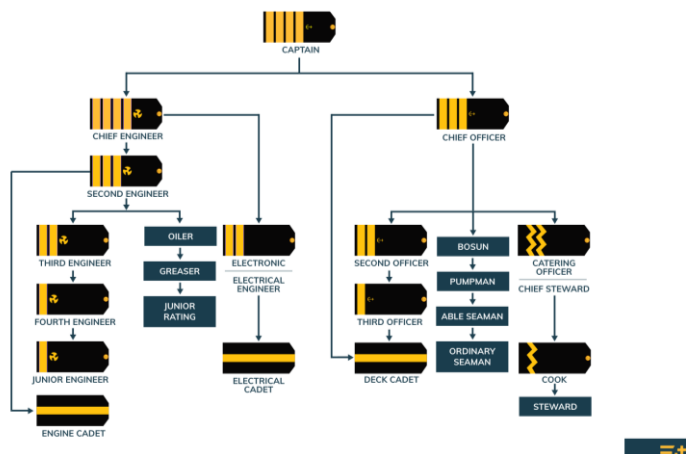 CAPTAIN
CHIEF ENGINEER
CHIEF OFFICER
SECOND ENGINEER
OILER
THIRD ENGINEER
GREASER
ELECTRONIC
ELECTRICAL
ENGINEER
SECOND OFFICER
BOSUN
CATERING
OFFICER
CHIEF STEWARD
PUMPMAN
JUNIOR
RATING
FOURTH ENGINEER
THIRD OFFICER
ABLE SEAMAN
ORDINARY
SEAMAN
JUNIOR ENGINEER
ELECTRICAL
CADET
DECK CADET
COOK
STEWARD
ENGINE CADET